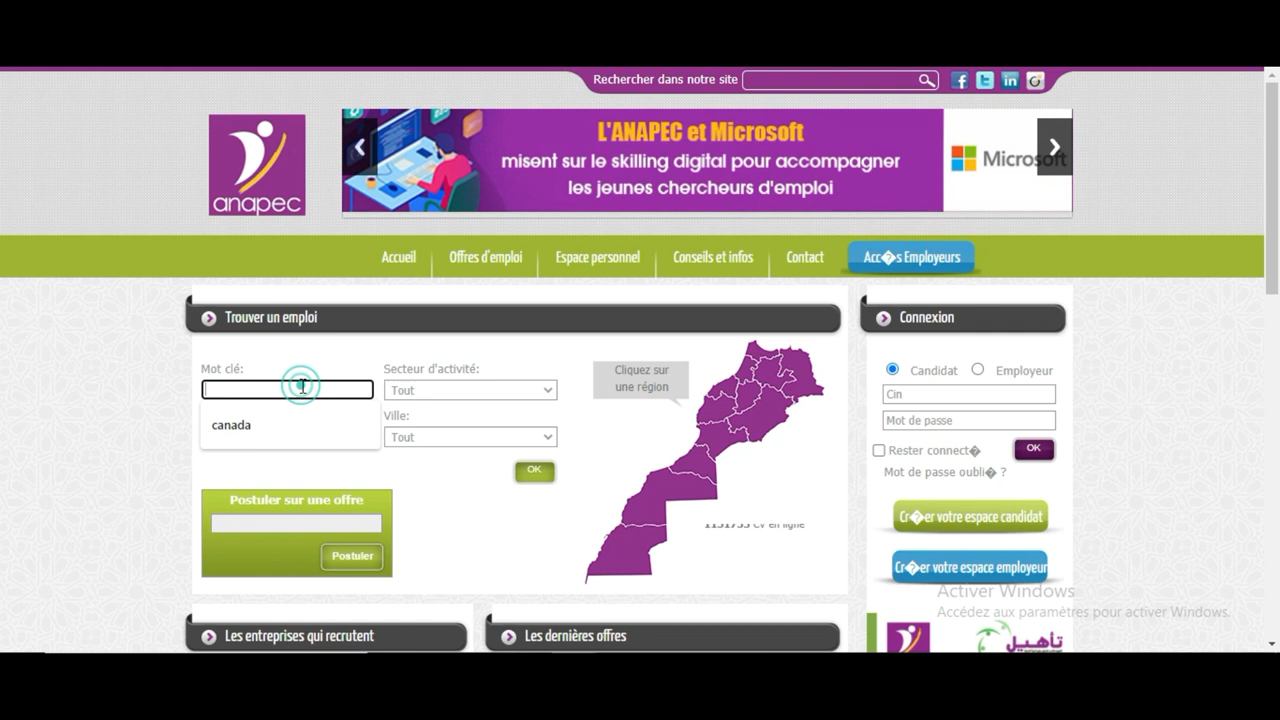 Rechercher dans notre site
anapec
L'ANAPEC et Microsoft
misent sur le skilling digital pour accompagner
les jeunes chercheurs d'emploi
Microsoft
Accueil
Offres d'emploi
Espace personnel
Conseils et infos
Contact
Acc�s Employeurs
Trouver un emploi
Mot clé:
canada
Secteur d'activité:
Tout
Ville:
Tout
OK
Cliquez sur
une région
CV en ligne
Postuler sur une offre
Postuler
Connexion
Candidat
Employeur
Cin
Mot de passe
Rester connect�
OK
Mot de passe oubli� ?
Cr�er votre espace candidat
Cr�er votre espace employeur
Activer Windows
Accédez aux paramètres pour activer Windows.
Les entreprises qui recrutent
Les dernières offres
تأهيل